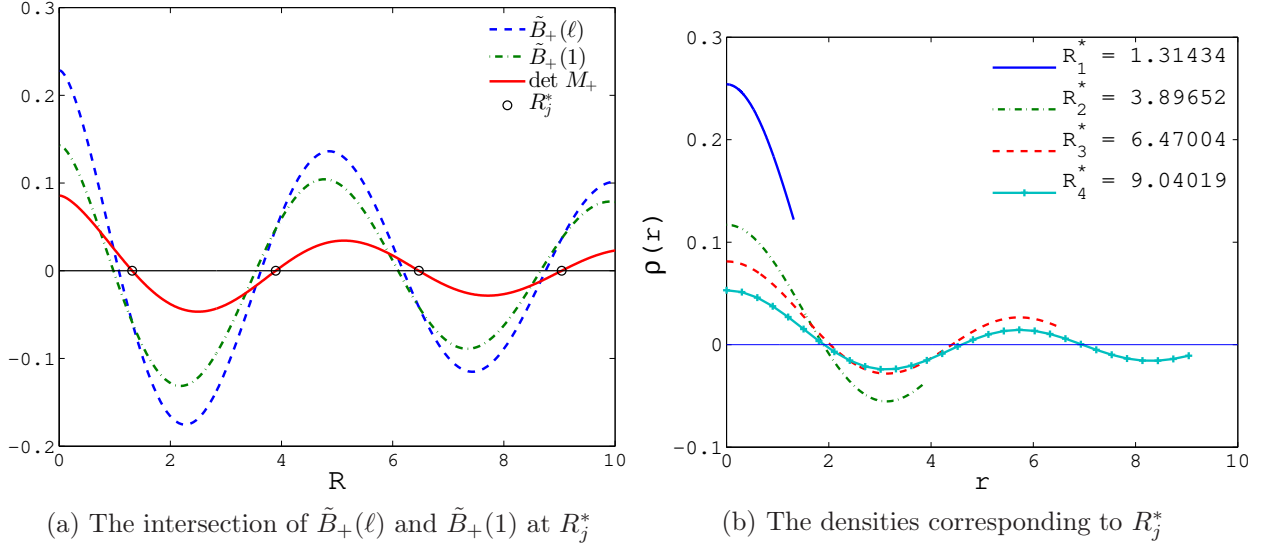 0.3
0.2
0.1
0
−0.1
−0.2
0 2 4 6 8 10
R
B̃₊(ℓ)
B̃₊(1)
det M₊
R*ⱼ
(a) The intersection of B̃₊(ℓ) and B̃₊(1) at R*ⱼ
0.3
0.2
0.1
0
−0.1
0 2 4 6 8 10
r
ρ(r)
R*₁ = 1.31434
R*₂ = 3.89652
R*₃ = 6.47004
R*₄ = 9.04019
(b) The densities corresponding to R*ⱼ